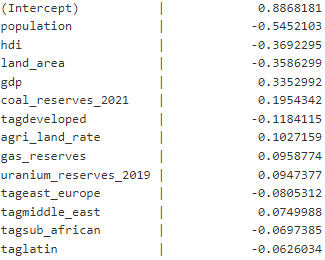 (Intercept) | 0.8868181
population | -0.5452103
hdi | -0.3692295
land_area | -0.3586299
gdp | 0.3352992
coal_reserves_2021 | 0.1954342
tagdeveloped | -0.1184115
agri_land_rate | 0.1027159
gas_reserves | 0.0958774
uranium_reserves_2019 | 0.0947377
tageast_europe | -0.0805312
tagmiddle_east | 0.0749988
tagsub_african | -0.0697385
taglatin | -0.0626034